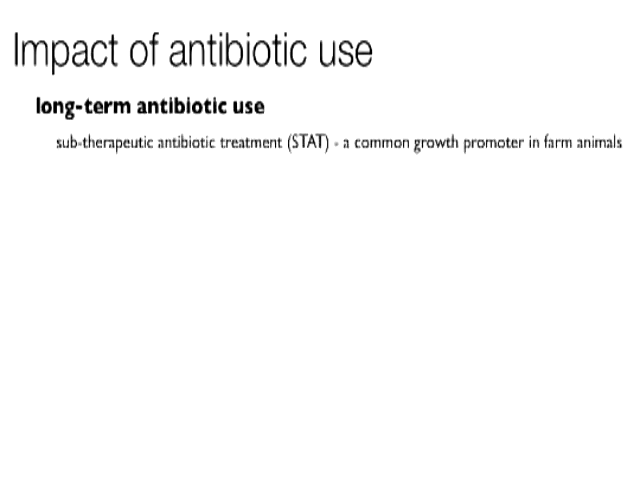 Impact of antibiotic use
long-term antibiotic use
sub-therapeutic antibiotic treatment (STAT) - a common growth promoter in farm animals